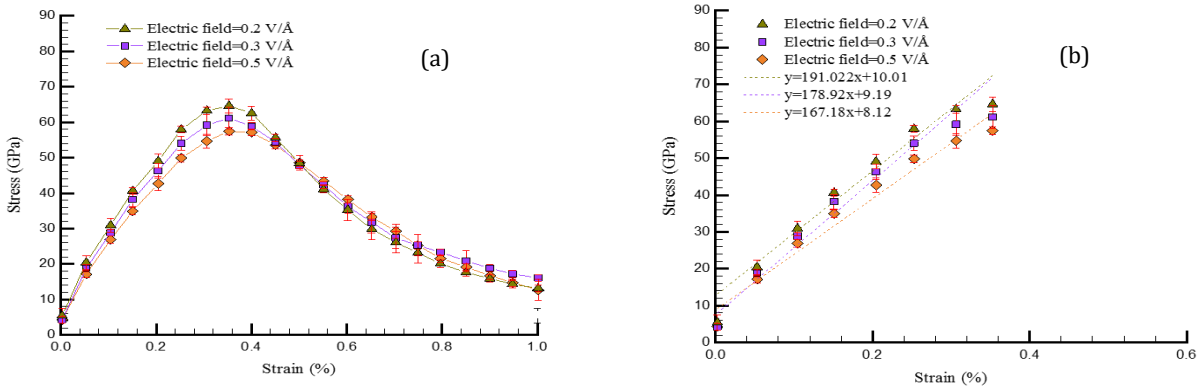 90
80
70
60
50
40
30
20
10
0
Stress (GPa)
Electric field=0.2 V/Å
Electric field=0.3 V/Å
Electric field=0.5 V/Å
(a)
0.0 0.2 0.4 0.6 0.8 1.0
Strain (%)
90
80
70
60
50
40
30
20
10
0
Stress (GPa)
Electric field=0.2 V/Å
Electric field=0.3 V/Å
Electric field=0.5 V/Å
y=191.022x+10.01
y=178.92x+9.19
y=167.18x+8.12
(b)
0.0 0.2 0.4 0.6
Strain (%)